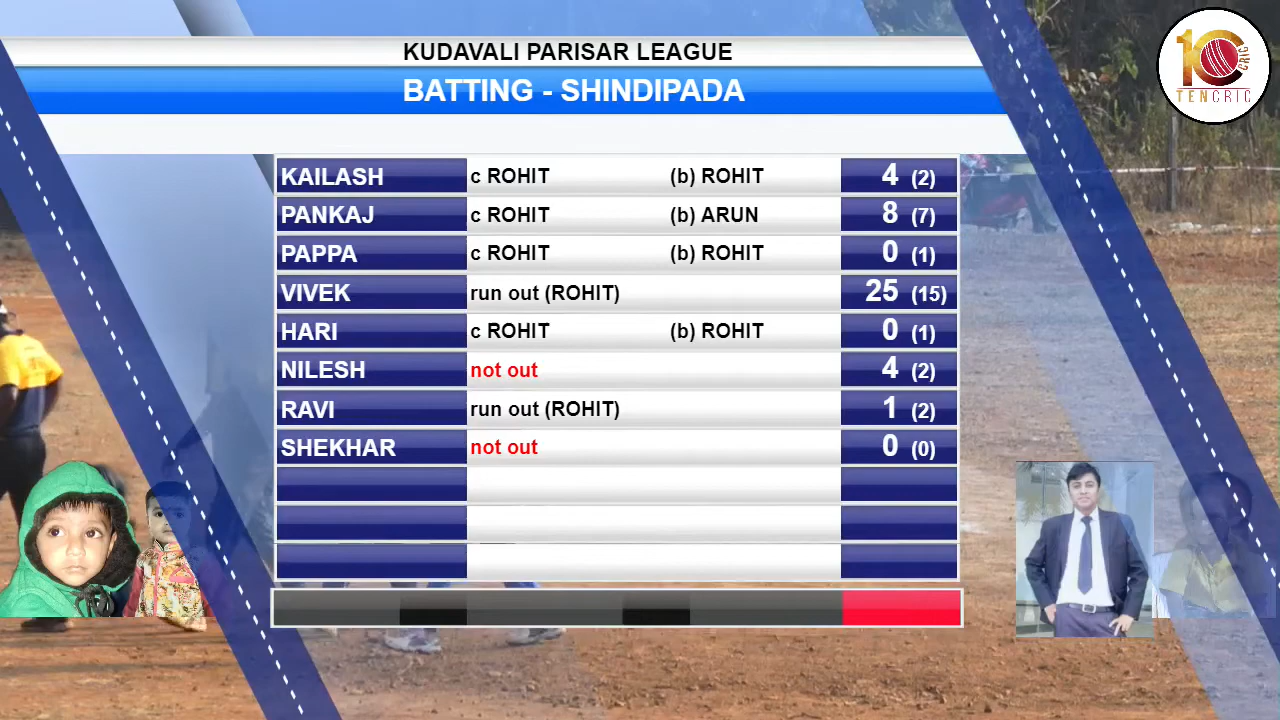 KUDAVALI PARISAR LEAGUE
BATTING - SHINDIPADA
10 CRIC
TENCRIC
KAILASH c ROHIT (b) ROHIT 4 (2)
PANKAJ c ROHIT (b) ARUN 8 (7)
PAPPA c ROHIT (b) ROHIT 0 (1)
VIVEK run out (ROHIT) 25 (15)
HARI c ROHIT (b) ROHIT 0 (1)
NILESH not out 4 (2)
RAVI run out (ROHIT) 1 (2)
SHEKHAR not out 0 (0)